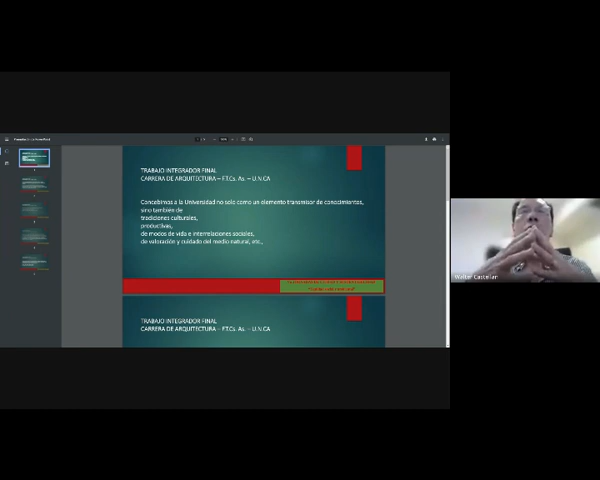 TRABAJO INTEGRADOR FINAL
CARRERA DE ARQUITECTURA – F.T.Cs. As. – U.N.CA
Concebimos a la Universidad no solo como un elemento transmisor de conocimientos,
sino también de
tradiciones culturales,
productivas,
de modos de vida e interrelaciones sociales,
de valoración y cuidado del medio natural, etc.,
TRABAJO INTEGRADOR FINAL
CARRERA DE ARQUITECTURA – F.T.Cs. As. – U.N.CA
Walter Castellan